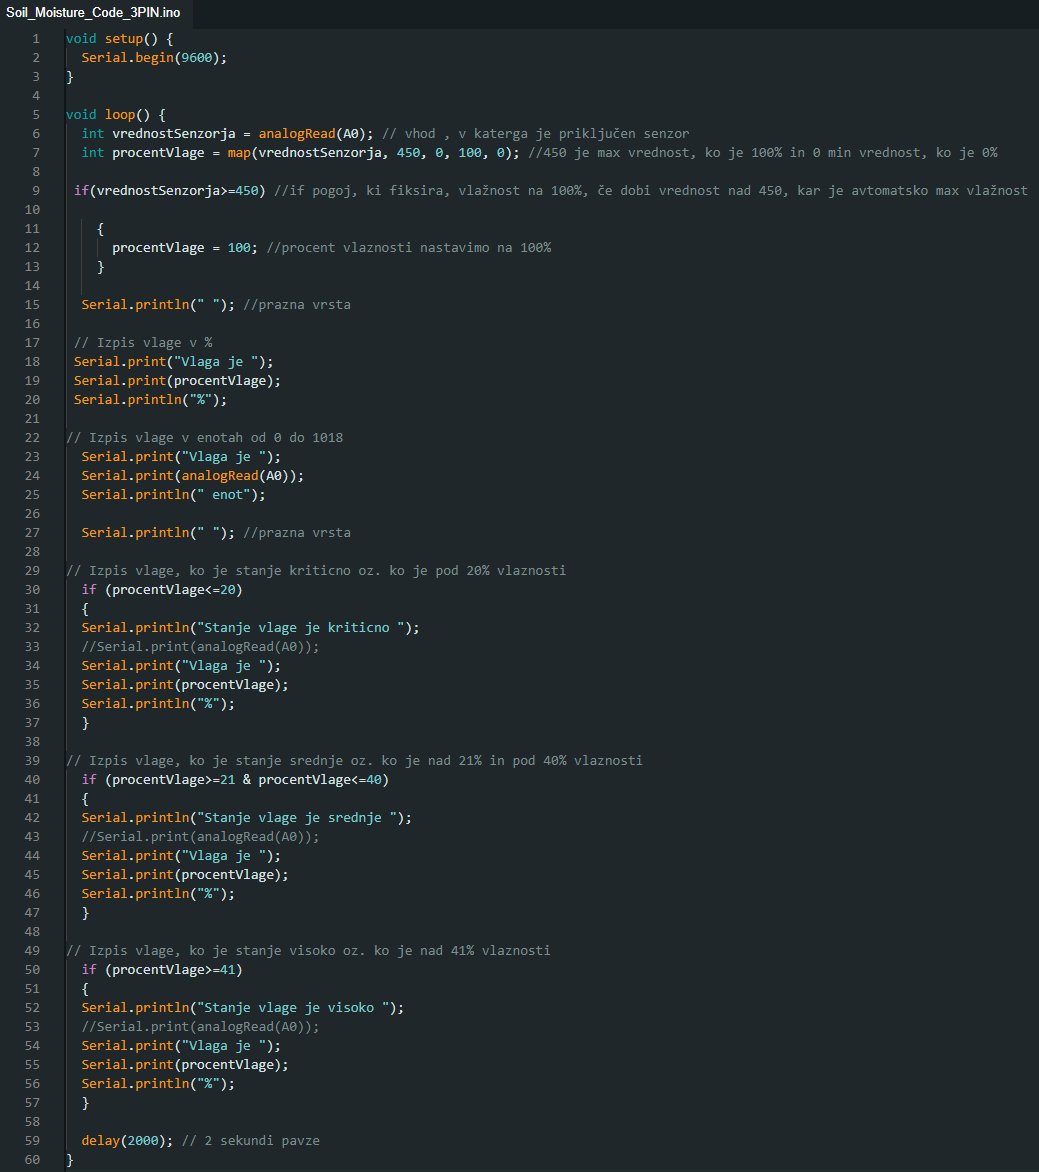 Soil_Moisture_Code_3PIN.ino
1 void setup() {
2 Serial.begin(9600);
3 }
4
5 void loop() {
6 int vrednostSenzorja = analogRead(A0); // vhod , v katerga je priključen senzor
7 int procentVlage = map(vrednostSenzorja, 450, 0, 100, 0); //450 je max vrednost, ko je 100% in 0 min vrednost, ko je 0%
8
9 if(vrednostSenzorja>=450) //if pogoj, ki fiksira, vlažnost na 100%, če dobi vrednost nad 450, kar je avtomatsko max vlažnost
10
11 {
12 procentVlage = 100; //procent vlaznosti nastavimo na 100%
13 }
14
15 Serial.println(" "); //prazna vrsta
16
17 // Izpis vlage v %
18 Serial.print("Vlaga je ");
19 Serial.print(procentVlage);
20 Serial.println("%");
21
22 // Izpis vlage v enotah od 0 do 1018
23 Serial.print("Vlaga je ");
24 Serial.print(analogRead(A0));
25 Serial.println(" enot");
26
27 Serial.println(" "); //prazna vrsta
28
29 // Izpis vlage, ko je stanje kriticno oz. ko je pod 20% vlaznosti
30 if (procentVlage<=20)
31 {
32 Serial.println("Stanje vlage je kriticno ");
33 //Serial.print(analogRead(A0));
34 Serial.print("Vlaga je ");
35 Serial.print(procentVlage);
36 Serial.println("%");
37 }
38
39 // Izpis vlage, ko je stanje srednje oz. ko je nad 21% in pod 40% vlaznosti
40 if (procentVlage>=21 & procentVlage<=40)
41 {
42 Serial.println("Stanje vlage je srednje ");
43 //Serial.print(analogRead(A0));
44 Serial.print("Vlaga je ");
45 Serial.print(procentVlage);
46 Serial.println("%");
47 }
48
49 // Izpis vlage, ko je stanje visoko oz. ko je nad 41% vlaznosti
50 if (procentVlage>=41)
51 {
52 Serial.println("Stanje vlage je visoko ");
53 //Serial.print(analogRead(A0));
54 Serial.print("Vlaga je ");
55 Serial.print(procentVlage);
56 Serial.println("%");
57 }
58
59 delay(2000); // 2 sekundi pavze
60 }